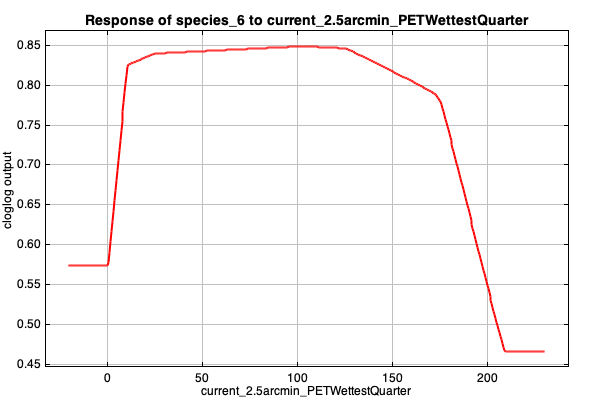 Response of species_6 to current_2.5arcmin_PETWettestQuarter
0.85
0.80
0.75
0.70
0.65
0.60
0.55
0.50
0.45
cloglog output
0 50 100 150 200
current_2.5arcmin_PETWettestQuarter